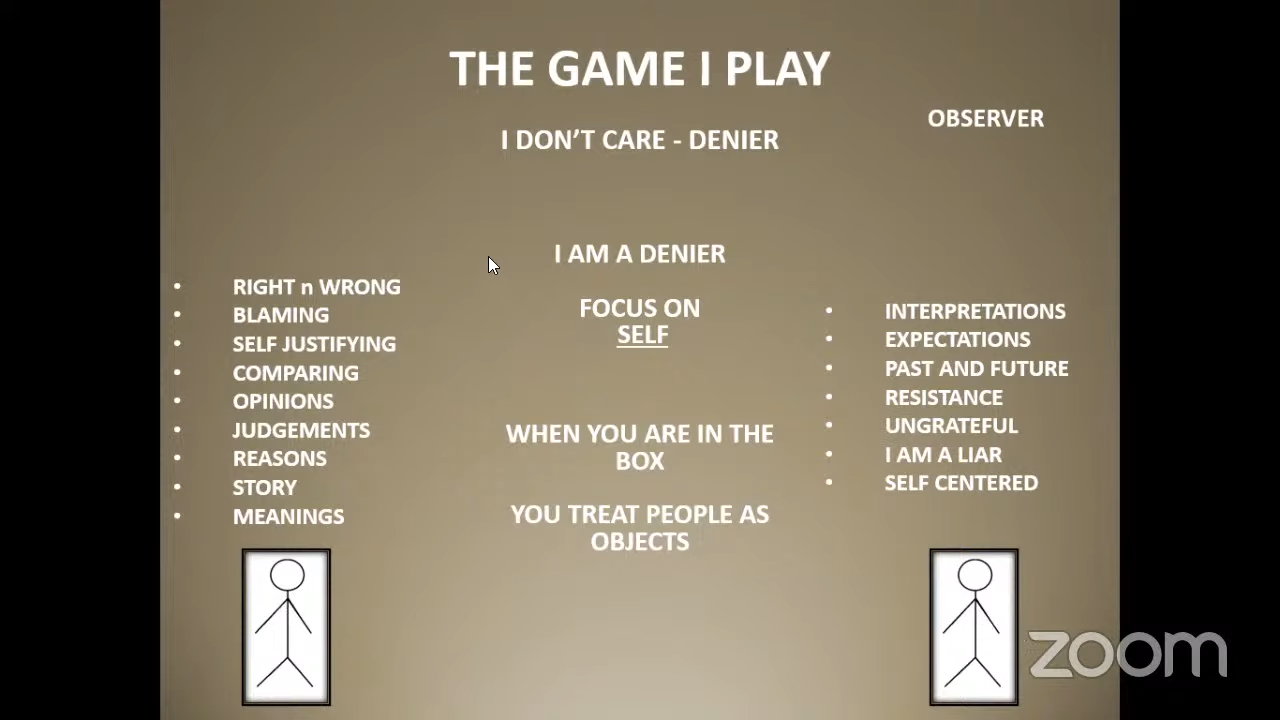 THE GAME I PLAY
OBSERVER
I DON'T CARE - DENIER
I AM A DENIER
FOCUS ON
SELF
WHEN YOU ARE IN THE
BOX
YOU TREAT PEOPLE AS
OBJECTS
• RIGHT n WRONG
• BLAMING
• SELF JUSTIFYING
• COMPARING
• OPINIONS
• JUDGEMENTS
• REASONS
• STORY
• MEANINGS
• INTERPRETATIONS
• EXPECTATIONS
• PAST AND FUTURE
• RESISTANCE
• UNGRATEFUL
• I AM A LIAR
• SELF CENTERED
zoom